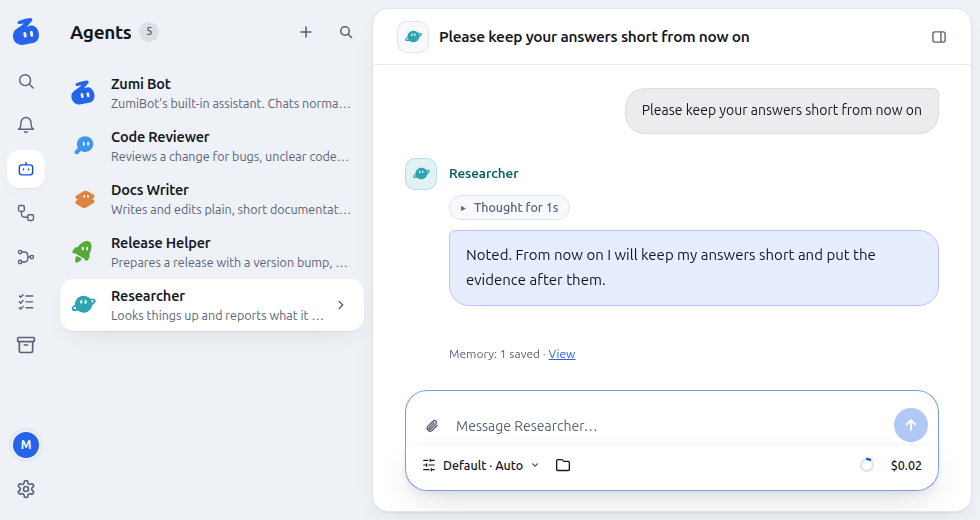 Agents 5
Zumi Bot
ZumiBot's built-in assistant. Chats norma…
Code Reviewer
Reviews a change for bugs, unclear code…
Docs Writer
Writes and edits plain, short documentat…
Release Helper
Prepares a release with a version bump, …
Researcher
Looks things up and reports what it …
M
Please keep your answers short from now on
Please keep your answers short from now on
Researcher
Thought for 1s
Noted. From now on I will keep my answers short and put the
evidence after them.
Memory: 1 saved · View
Message Researcher…
Default · Auto
$0.02